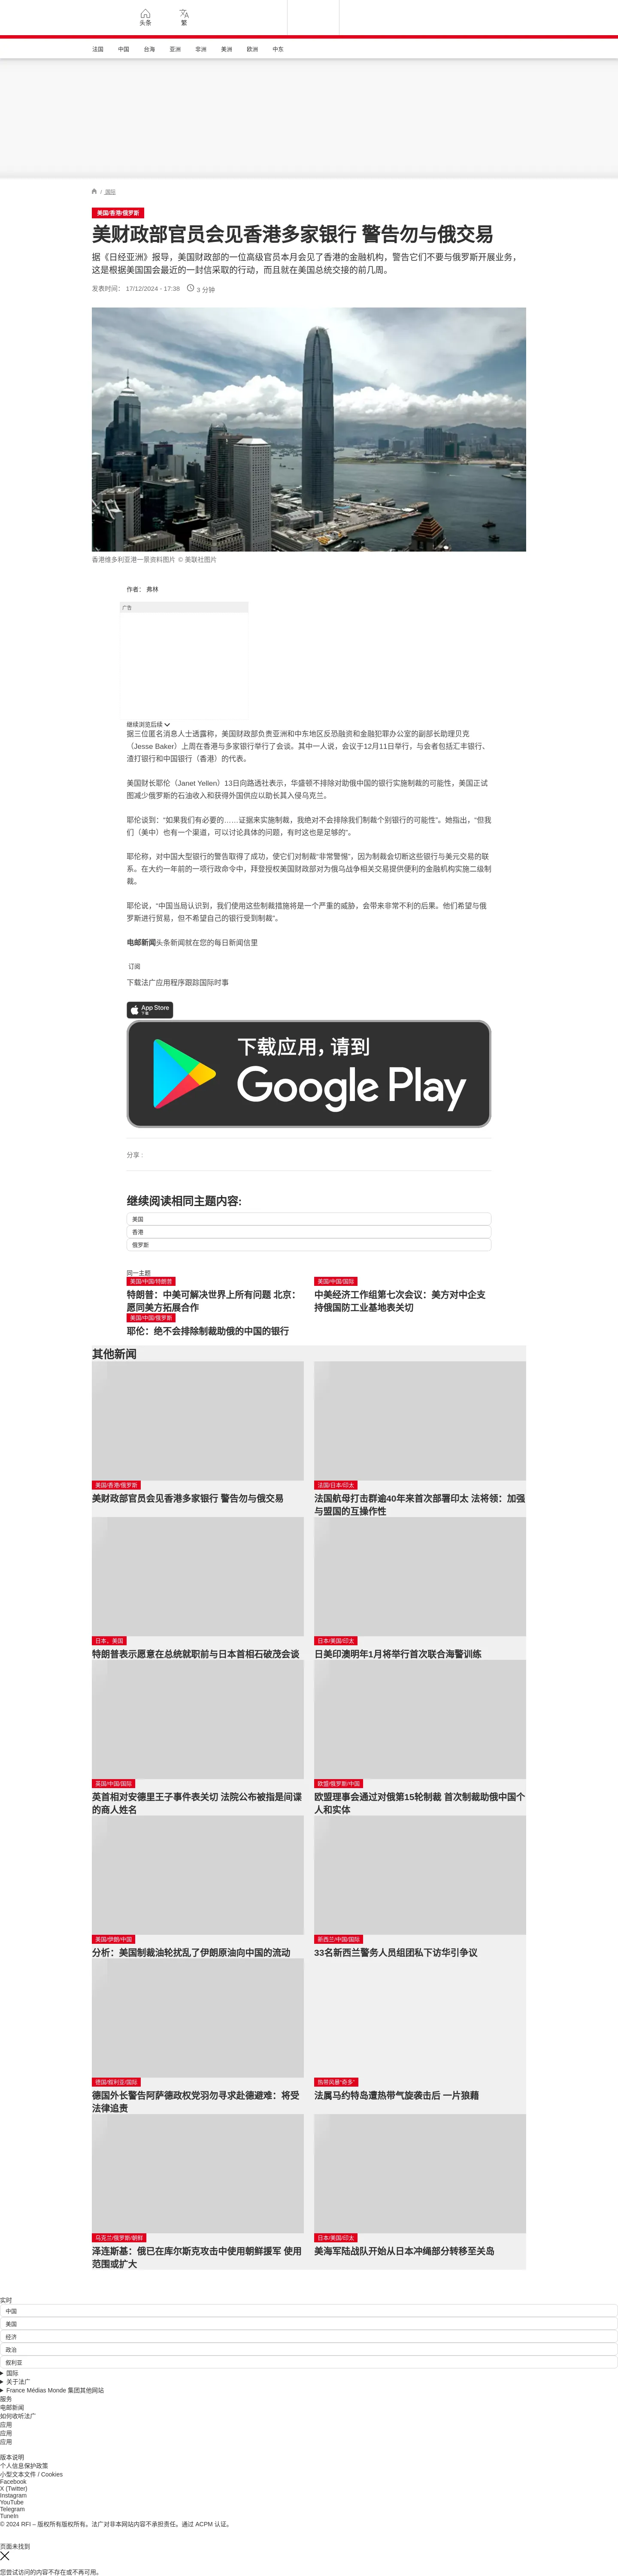 头条
繁
法国 中国 台海 亚洲 非洲 美洲 欧洲 中东
/ 国际
美国/香港/俄罗斯
美财政部官员会见香港多家银行 警告勿与俄交易
据《日经亚洲》报导，美国财政部的一位高级官员本月会见了香港的金融机构，警告它们不要与俄罗斯开展业务，
这是根据美国国会最近的一封信采取的行动，而且就在美国总统交接的前几周。
发表时间： 17/12/2024 - 17:38 3 分钟
香港维多利亚港一景资料图片 © 美联社图片
作者： 弗林
广告
继续浏览后续
据三位匿名消息人士透露称，美国财政部负责亚洲和中东地区反恐融资和金融犯罪办公室的副部长助理贝克
（Jesse Baker）上周在香港与多家银行举行了会谈。其中一人说，会议于12月11日举行，与会者包括汇丰银行、
渣打银行和中国银行（香港）的代表。
美国财长耶伦（Janet Yellen）13日向路透社表示，华盛顿不排除对助俄中国的银行实施制裁的可能性，美国正试
图减少俄罗斯的石油收入和获得外国供应以助长其入侵乌克兰。
耶伦谈到：“如果我们有必要的……证据来实施制裁，我绝对不会排除我们制裁个别银行的可能性”。她指出，“但我
们（美中）也有一个渠道，可以讨论具体的问题，有时这也是足够的”。
耶伦称，对中国大型银行的警告取得了成功，使它们对制裁“非常警惕”，因为制裁会切断这些银行与美元交易的联
系。在大约一年前的一项行政命令中，拜登授权美国财政部对为俄乌战争相关交易提供便利的金融机构实施二级制
裁。
耶伦说，“中国当局认识到，我们使用这些制裁措施将是一个严重的威胁，会带来非常不利的后果。他们希望与俄
罗斯进行贸易，但不希望自己的银行受到制裁”。
电邮新闻头条新闻就在您的每日新闻信里
订阅
下载法广应用程序跟踪国际时事
App Store
下载
下载应用，请到
Google Play
分享 :
继续阅读相同主题内容:
美国
香港
俄罗斯
同一主题
美国/中国/特朗普
特朗普：中美可解决世界上所有问题 北京：
愿同美方拓展合作
美国/中国/国际
中美经济工作组第七次会议：美方对中企支
持俄国防工业基地表关切
美国/中国/俄罗斯
耶伦：绝不会排除制裁助俄的中国的银行
其他新闻
美国/香港/俄罗斯
美财政部官员会见香港多家银行 警告勿与俄交易
法国/日本/印太
法国航母打击群逾40年来首次部署印太 法将领：加强
与盟国的互操作性
日本，美国
特朗普表示愿意在总统就职前与日本首相石破茂会谈
日本/美国/印太
日美印澳明年1月将举行首次联合海警训练
英国/中国/国际
英首相对安德里王子事件表关切 法院公布被指是间谍
的商人姓名
欧盟/俄罗斯/中国
欧盟理事会通过对俄第15轮制裁 首次制裁助俄中国个
人和实体
美国/伊朗/中国
分析：美国制裁油轮扰乱了伊朗原油向中国的流动
新西兰/中国/国际
33名新西兰警务人员组团私下访华引争议
德国/叙利亚/国际
德国外长警告阿萨德政权党羽勿寻求赴德避难：将受
法律追责
热带风暴“奇多”
法属马约特岛遭热带气旋袭击后 一片狼藉
乌克兰/俄罗斯/朝鲜
泽连斯基：俄已在库尔斯克攻击中使用朝鲜援军 使用
范围或扩大
日本/美国/印太
美海军陆战队开始从日本冲绳部分转移至关岛
实时
中国
美国
经济
政治
叙利亚
国际
关于法广
France Médias Monde 集团其他网站
服务
电邮新闻
如何收听法广
应用
应用
应用
版本说明
个人信息保护政策
小型文本文件 / Cookies
Facebook
X (Twitter)
Instagram
YouTube
Telegram
TuneIn
© 2024 RFI – 版权所有版权所有。法广对非本网站内容不承担责任。通过 ACPM 认证。
页面未找到
您尝试访问的内容不存在或不再可用。